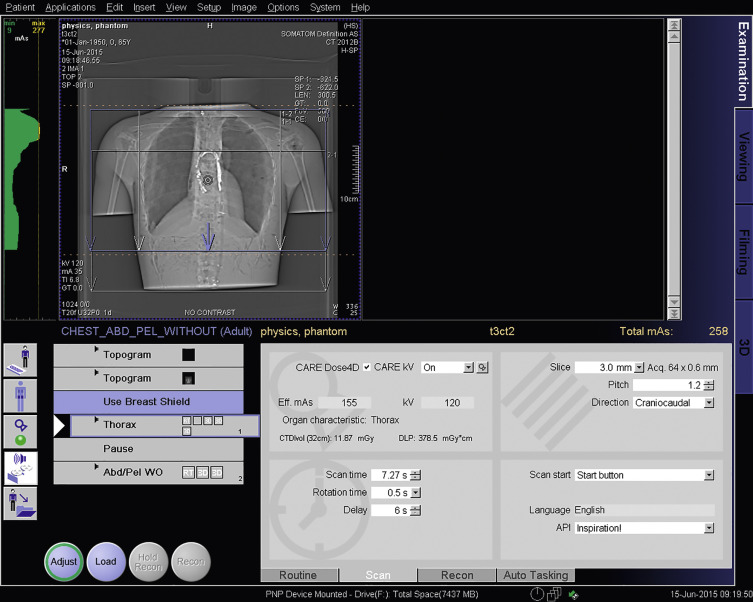 Patient Applications Edit Insert View Setup Image Options System Help
min max
9 277
mAs
physics, phantom
t3ct2
*01-Jan-1950, O, 85Y
15-Jun-2015
09:18:46.55
2 IMA 1
TOP 2
SP -801.0
H
(HS)
SOMATOM Definition AS
CT 2012B
H-SP
SP 1: -321.5
SP 2: -622.0
LEN: 300.5
GT: 0.0
R
10cm
kV 120
mA 35
TI 6.8
GT 0.0
1024 0/0
T20f U32P0 1d
NO CONTRAST
W 336
C 25
Examination
Viewing
Filming
3D
CHEST_ABD_PEL_WITHOUT (Adult) physics, phantom t3ct2 Total mAs: 258
Topogram
Topogram
Use Breast Shield
Thorax 1
Pause
Abd/Pel WO RT 3D 3D 2
Adjust
Load
Hold Recon
Recon
CARE Dose4D CARE kV On
Eff. mAs 155 kV 120
Organ characteristic: Thorax
CTDIvol (32cm): 11.87 mGy DLP: 378.5 mGy*cm
Slice 3.0 mm Acq. 64 x 0.6 mm
Pitch 1.2
Direction Craniocaudal
Scan time 7.27 s
Rotation time 0.5 s
Delay 6 s
Scan start Start button
Language English
API Inspiration!
Routine Scan Recon Auto Tasking
PNP Device Mounted - Drive(F:) Total Space(7437 MB) 15-Jun-2015 09:19:50